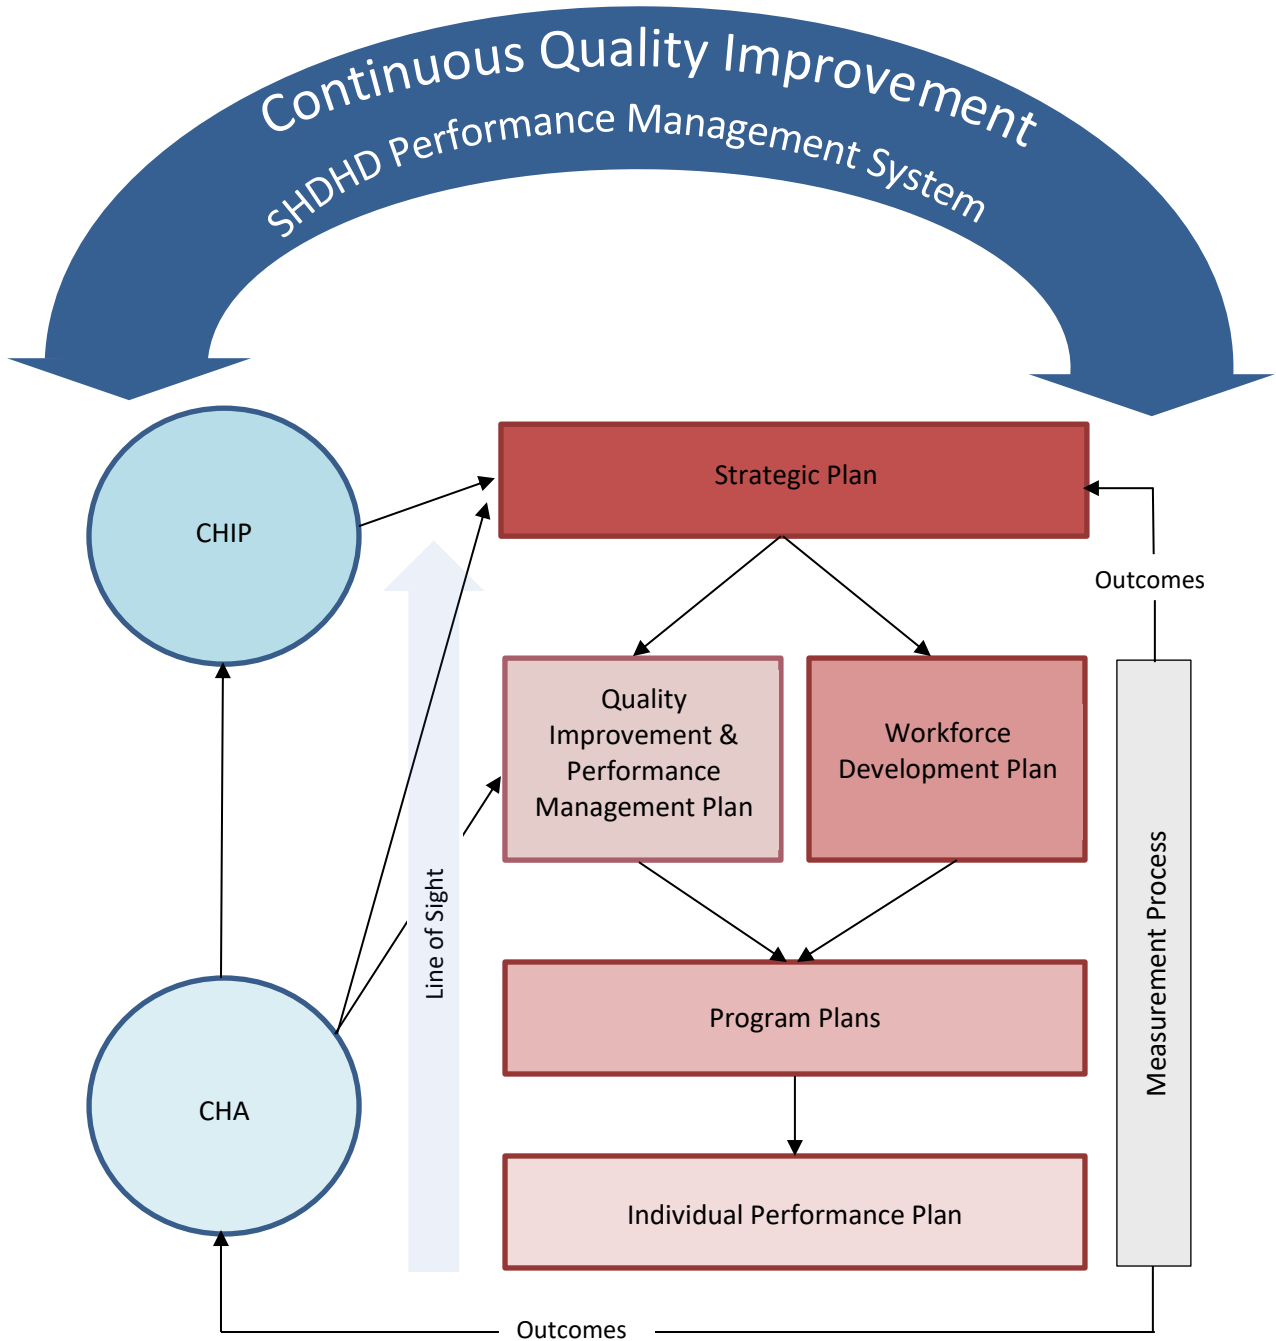 Continuous Quality Improvement
SHDHD Performance Management System
CHIP
Strategic Plan
Outcomes
Quality
Improvement &
Performance
Management Plan
Workforce
Development Plan
Line of Sight
Measurement Process
Program Plans
CHA
Individual Performance Plan
Outcomes